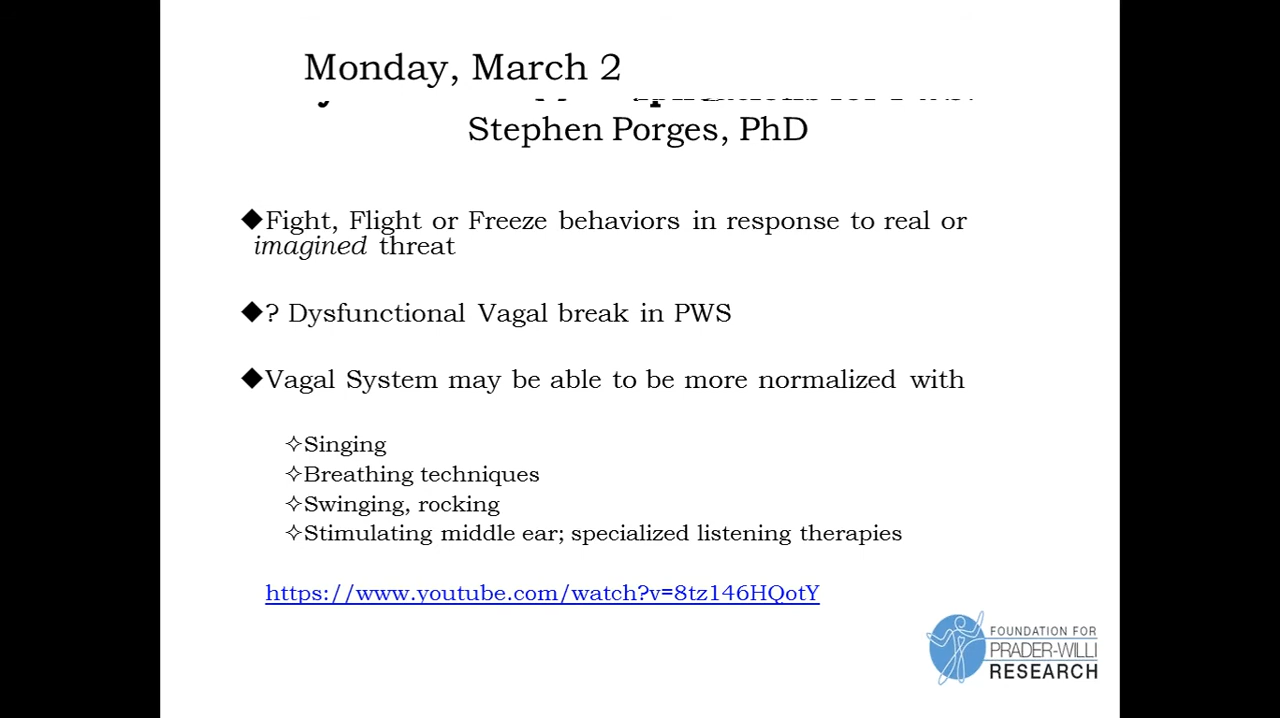 Monday, March 2
Stephen Porges, PhD
◆Fight, Flight or Freeze behaviors in response to real or
imagined threat
◆? Dysfunctional Vagal break in PWS
◆Vagal System may be able to be more normalized with
✧Singing
✧Breathing techniques
✧Swinging, rocking
✧Stimulating middle ear; specialized listening therapies
https://www.youtube.com/watch?v=8tz146HQotY
FOUNDATION FOR
PRADER-WILLI
RESEARCH